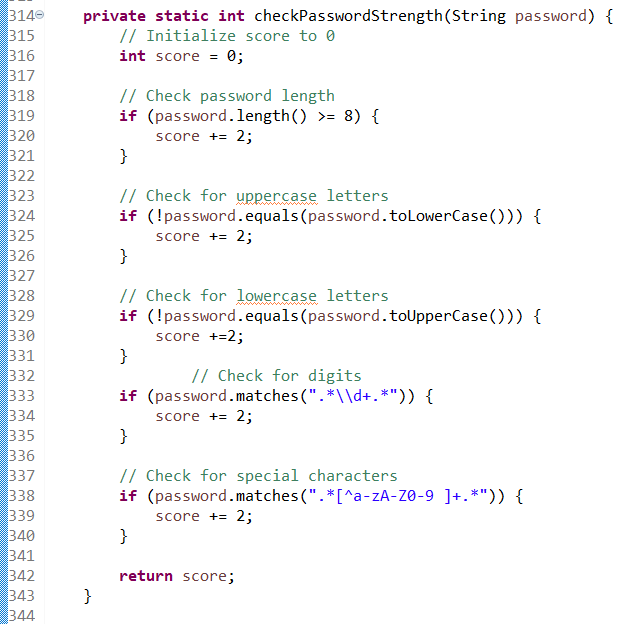 314 private static int checkPasswordStrength(String password) {
315 // Initialize score to 0
316 int score = 0;
317
318 // Check password length
319 if (password.length() >= 8) {
320 score += 2;
321 }
322
323 // Check for uppercase letters
324 if (!password.equals(password.toLowerCase())) {
325 score += 2;
326 }
327
328 // Check for lowercase letters
329 if (!password.equals(password.toUpperCase())) {
330 score +=2;
331 }
332 // Check for digits
333 if (password.matches(".*\\d+.*")) {
334 score += 2;
335 }
336
337 // Check for special characters
338 if (password.matches(".*[^a-zA-Z0-9 ]+.*")) {
339 score += 2;
340 }
341
342 return score;
343 }
344